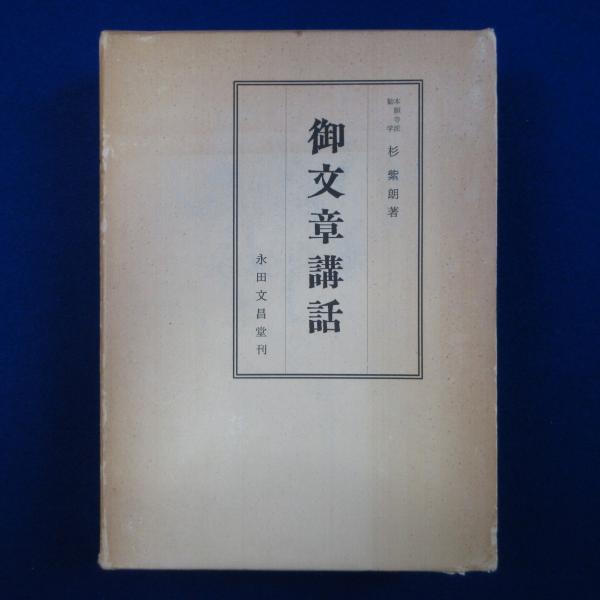 本願寺派
勧学
杉紫朗著
御文章講話
永田文昌堂刊